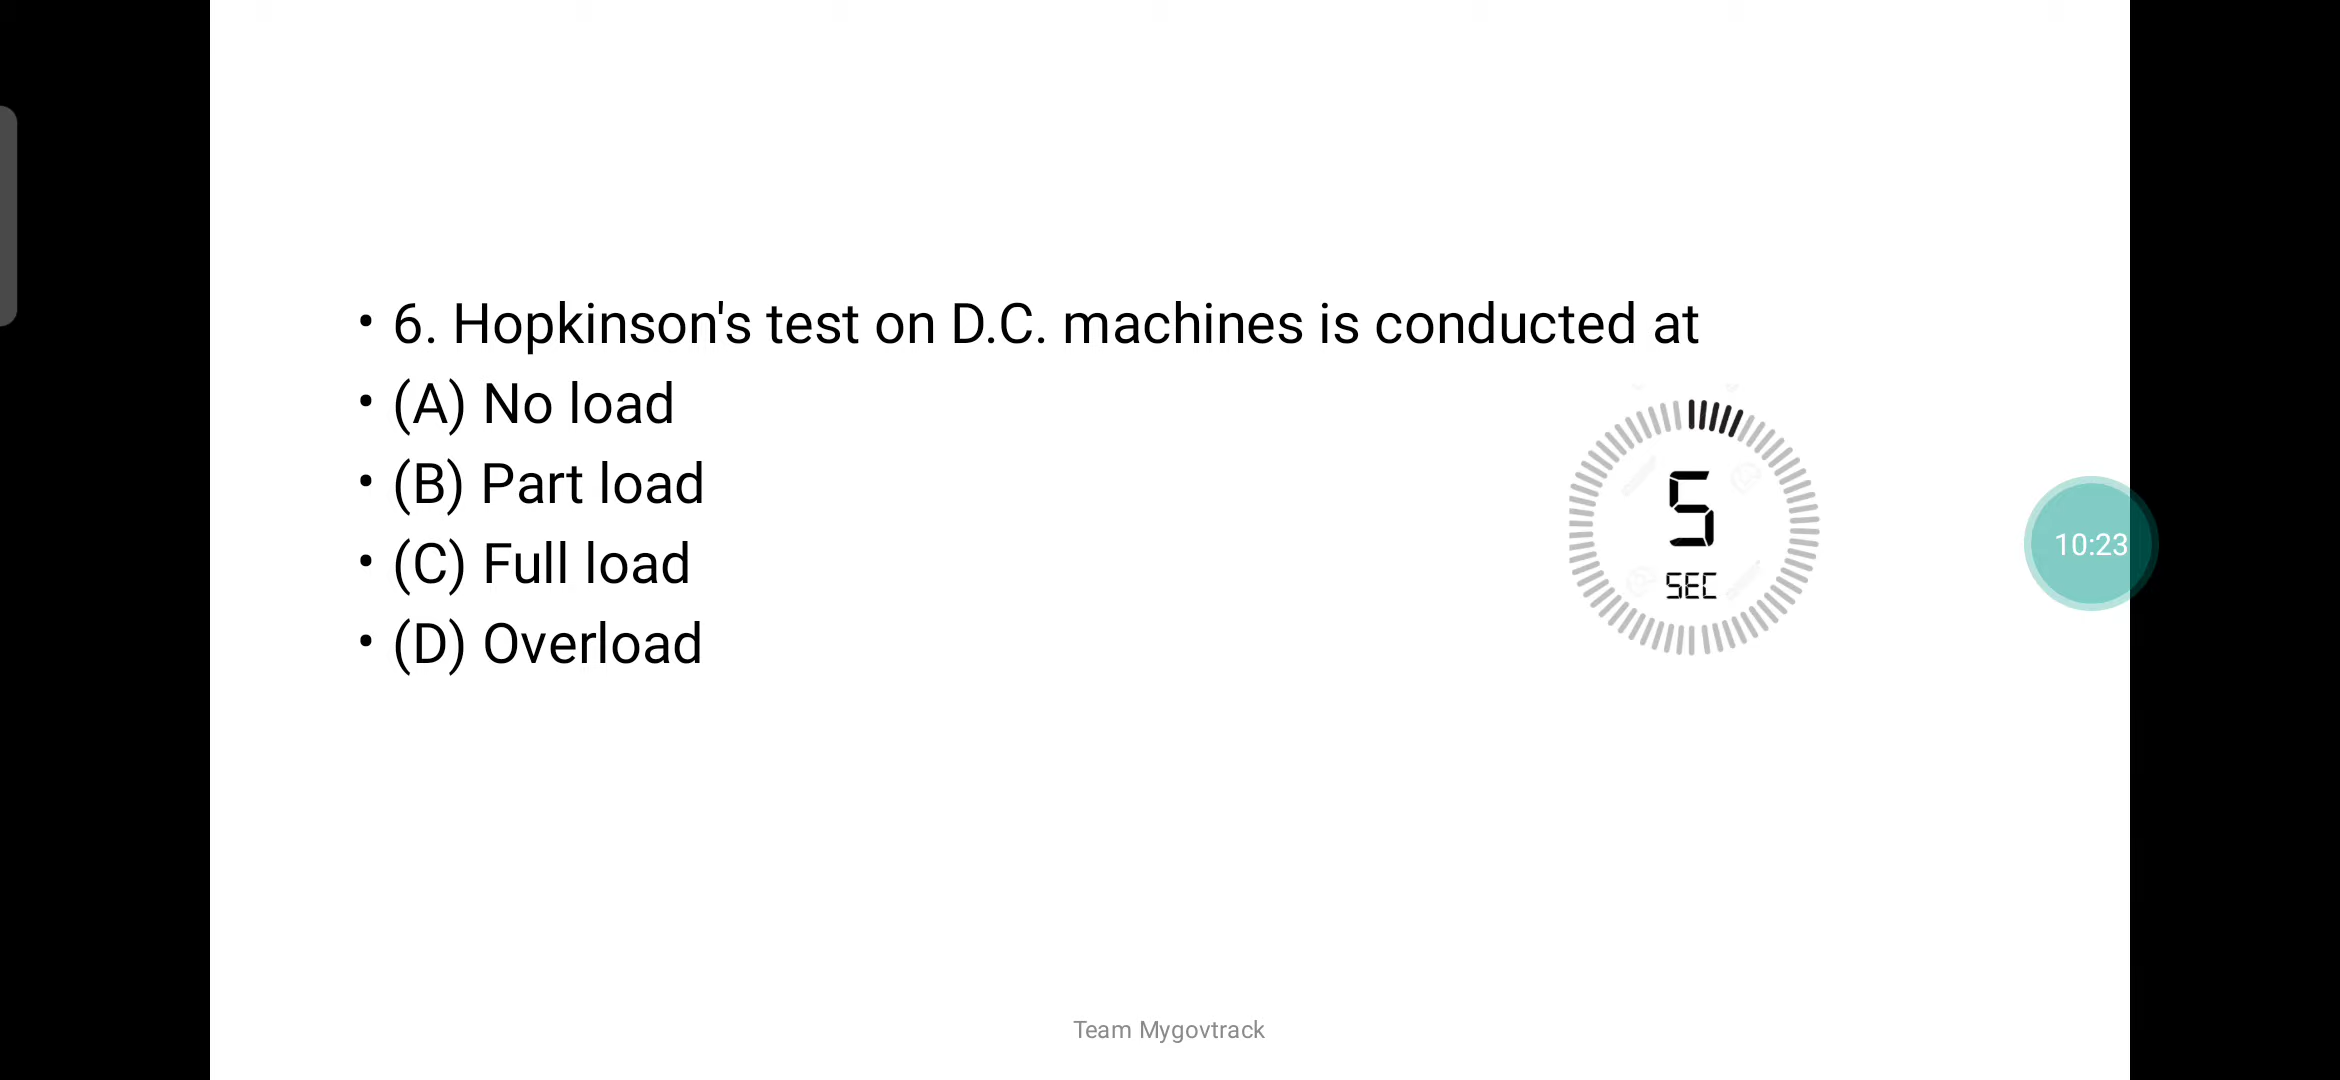 • 6. Hopkinson's test on D.C. machines is conducted at
• (A) No load
• (B) Part load
• (C) Full load
• (D) Overload
5
SEC
10:23
Team Mygovtrack